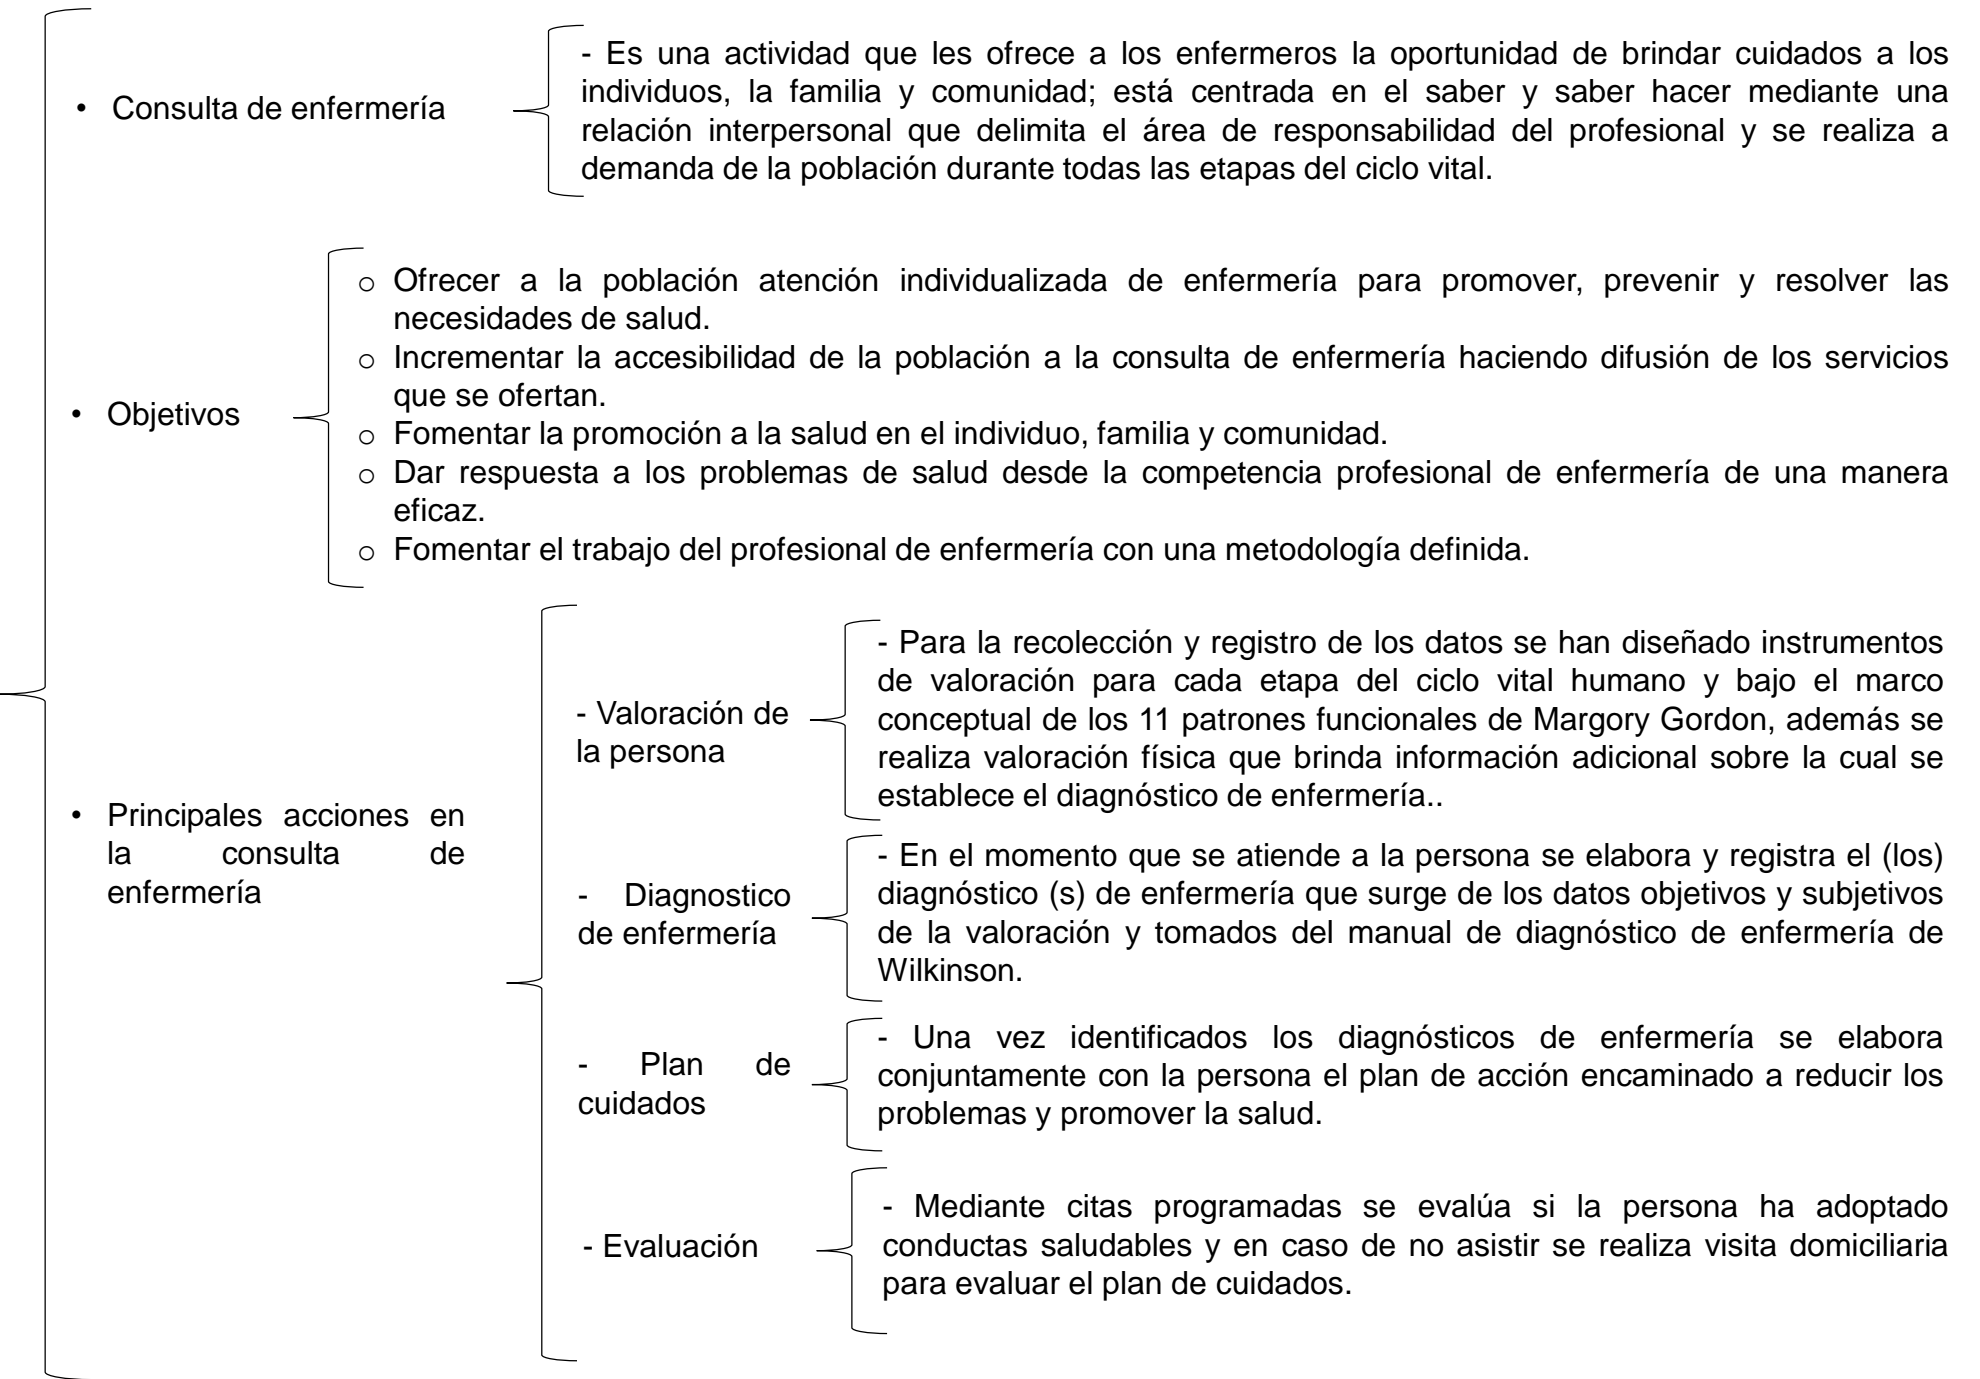 • Consulta de enfermería
- Es una actividad que les ofrece a los enfermeros la oportunidad de brindar cuidados a los
individuos, la familia y comunidad; está centrada en el saber y saber hacer mediante una
relación interpersonal que delimita el área de responsabilidad del profesional y se realiza a
demanda de la población durante todas las etapas del ciclo vital.
• Objetivos
o Ofrecer a la población atención individualizada de enfermería para promover, prevenir y resolver las
necesidades de salud.
o Incrementar la accesibilidad de la población a la consulta de enfermería haciendo difusión de los servicios
que se ofertan.
o Fomentar la promoción a la salud en el individuo, familia y comunidad.
o Dar respuesta a los problemas de salud desde la competencia profesional de enfermería de una manera
eficaz.
o Fomentar el trabajo del profesional de enfermería con una metodología definida.
• Principales acciones en
la consulta de
enfermería
- Valoración de
la persona
- Para la recolección y registro de los datos se han diseñado instrumentos
de valoración para cada etapa del ciclo vital humano y bajo el marco
conceptual de los 11 patrones funcionales de Margory Gordon, además se
realiza valoración física que brinda información adicional sobre la cual se
establece el diagnóstico de enfermería..
- Diagnostico
de enfermería
- En el momento que se atiende a la persona se elabora y registra el (los)
diagnóstico (s) de enfermería que surge de los datos objetivos y subjetivos
de la valoración y tomados del manual de diagnóstico de enfermería de
Wilkinson.
- Plan de
cuidados
- Una vez identificados los diagnósticos de enfermería se elabora
conjuntamente con la persona el plan de acción encaminado a reducir los
problemas y promover la salud.
- Evaluación
- Mediante citas programadas se evalúa si la persona ha adoptado
conductas saludables y en caso de no asistir se realiza visita domiciliaria
para evaluar el plan de cuidados.